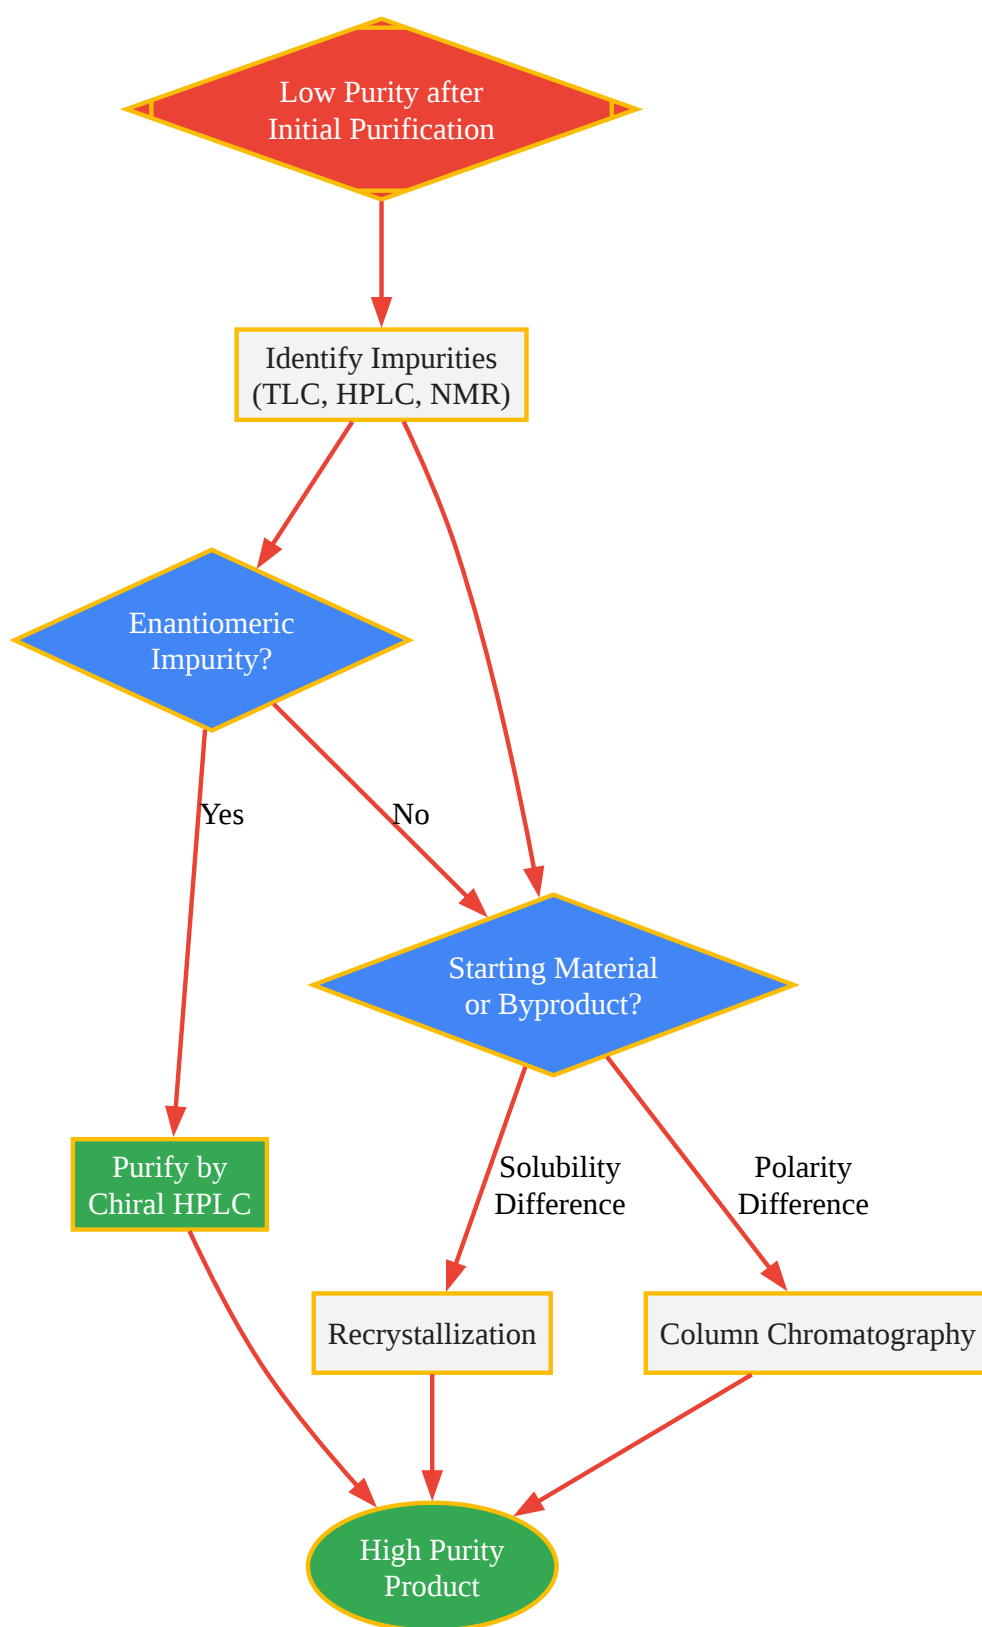 Low Purity after
Initial Purification
Identify Impurities
(TLC, HPLC, NMR)
Enantiomeric
Impurity?
Yes
No
Starting Material
or Byproduct?
Purify by
Chiral HPLC
Solubility
Difference
Polarity
Difference
Recrystallization
Column Chromatography
High Purity
Product